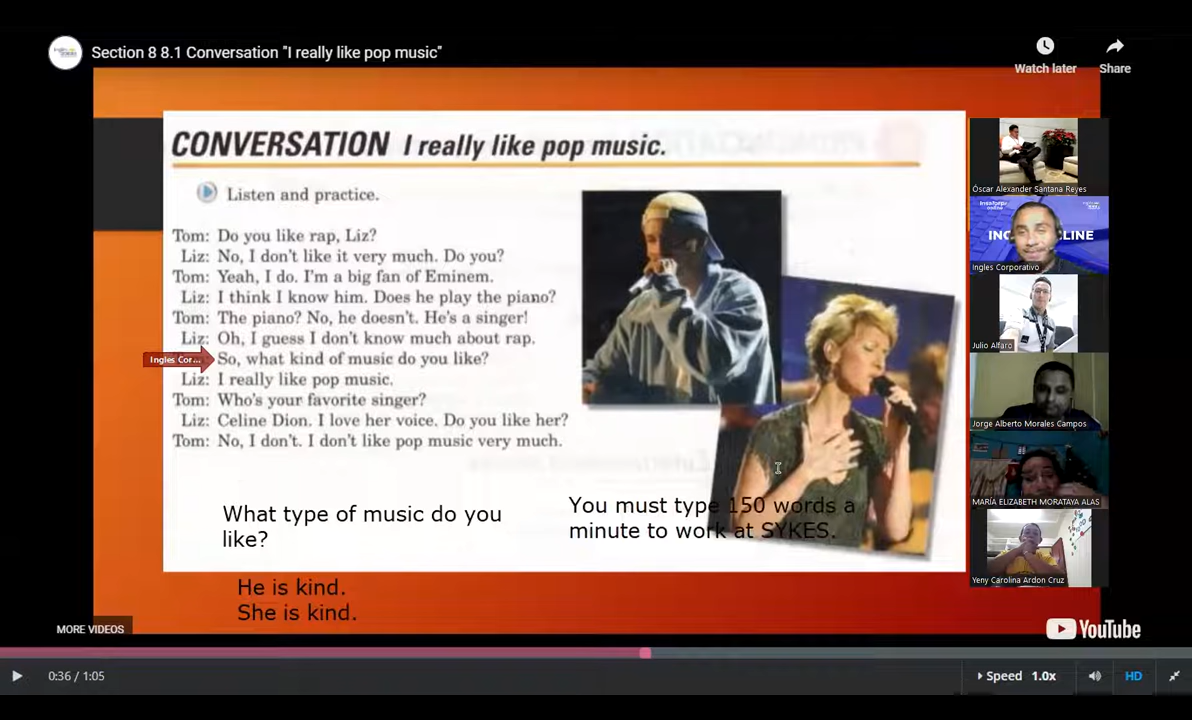 Section 8 8.1 Conversation "I really like pop music"
Watch later
Share
CONVERSATION I really like pop music.
Listen and practice.
Tom: Do you like rap, Liz?
Liz: No, I don't like it very much. Do you?
Tom: Yeah, I do. I'm a big fan of Eminem.
Liz: I think I know him. Does he play the piano?
Tom: The piano? No, he doesn't. He's a singer!
Liz: Oh, I guess I don't know much about rap.
Ingles Cor...
So, what kind of music do you like?
Liz: I really like pop music.
Tom: Who's your favorite singer?
Liz: Celine Dion. I love her voice. Do you like her?
Tom: No, I don't. I don't like pop music very much.
What type of music do you
like?
You must type 150 words a
minute to work at SYKES.
He is kind.
She is kind.
Óscar Alexander Santana Reyes
Ingles Corporativo
Julio Alfaro
Jorge Alberto Morales Campos
MARÍA ELIZABETH MORATAYA ALAS
Yeny Carolina Ardon Cruz
MORE VIDEOS
YouTube
0:36 / 1:05
Speed 1.0x
HD